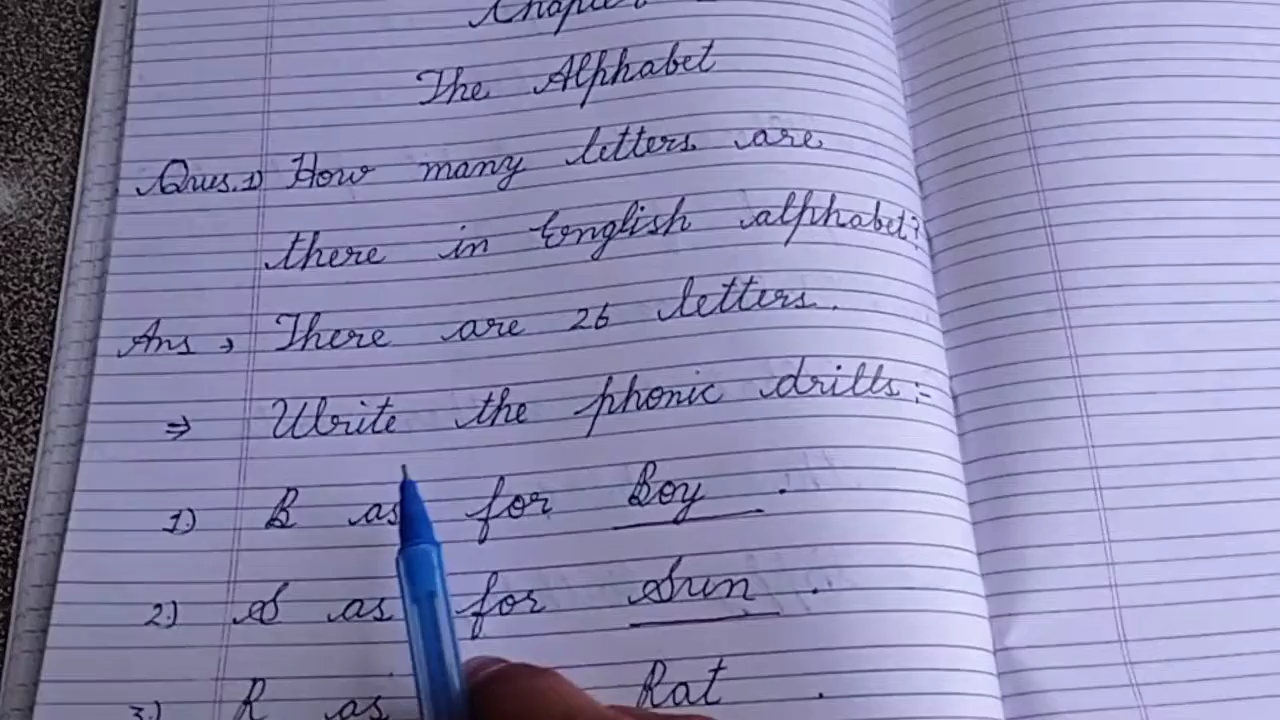 Chapter
The Alphabet
Ques.1) How many letters are
there in English alphabet?
Ans → There are 26 letters.
⇒ Write the phonic drills:-
1) B as for Boy.
2) S as for Sun.
3) R as Rat.